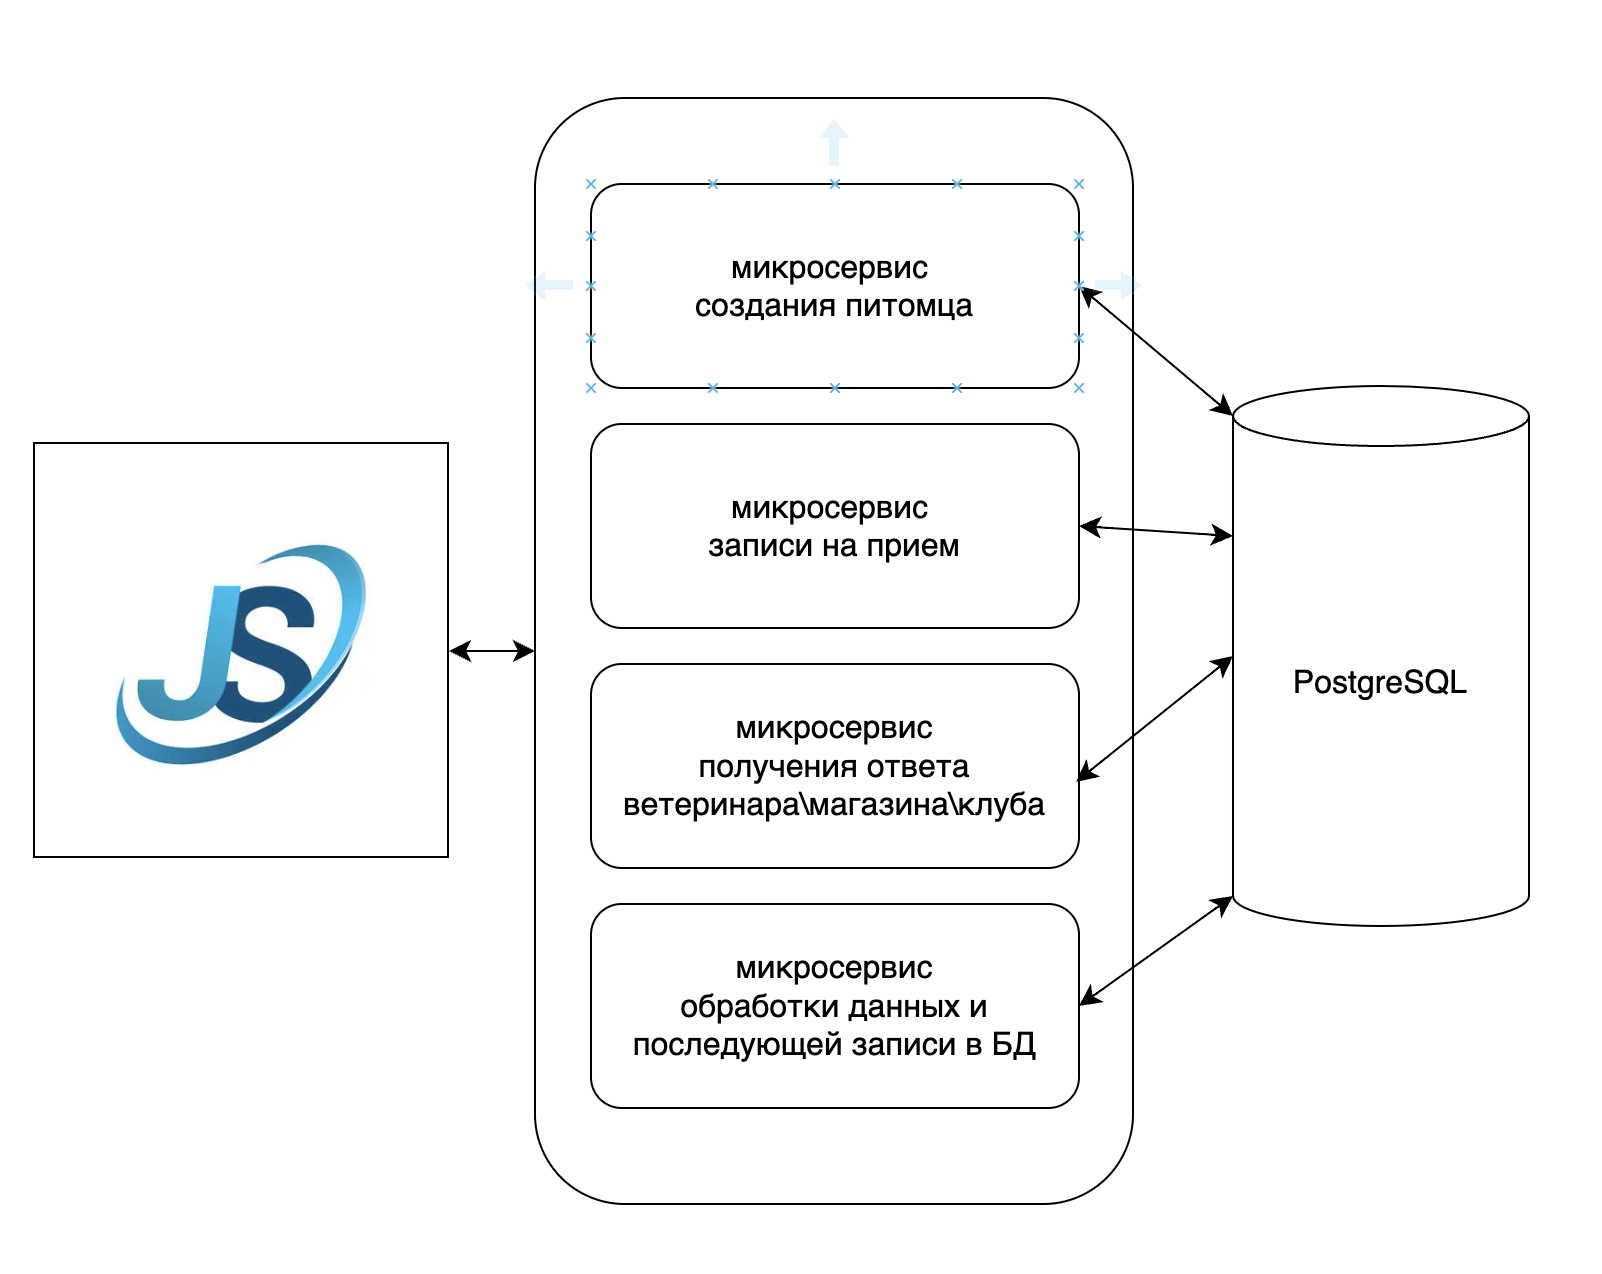 микросервис
создания питомца
микросервис
записи на прием
JS
микросервис
получения ответа
ветеринара\магазина\клуба
PostgreSQL
микросервис
обработки данных и
последующей записи в БД